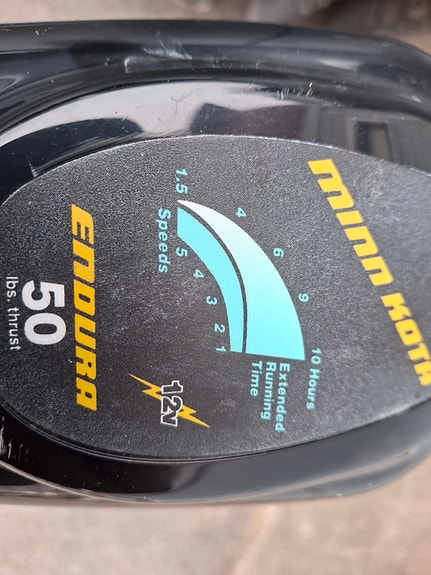 MINN KOTA
1.5 4 6 9 10 Hours
Extended
Running
Time
5 4 3 2 1
Speeds
12V
ENDURA
50
lbs. thrust